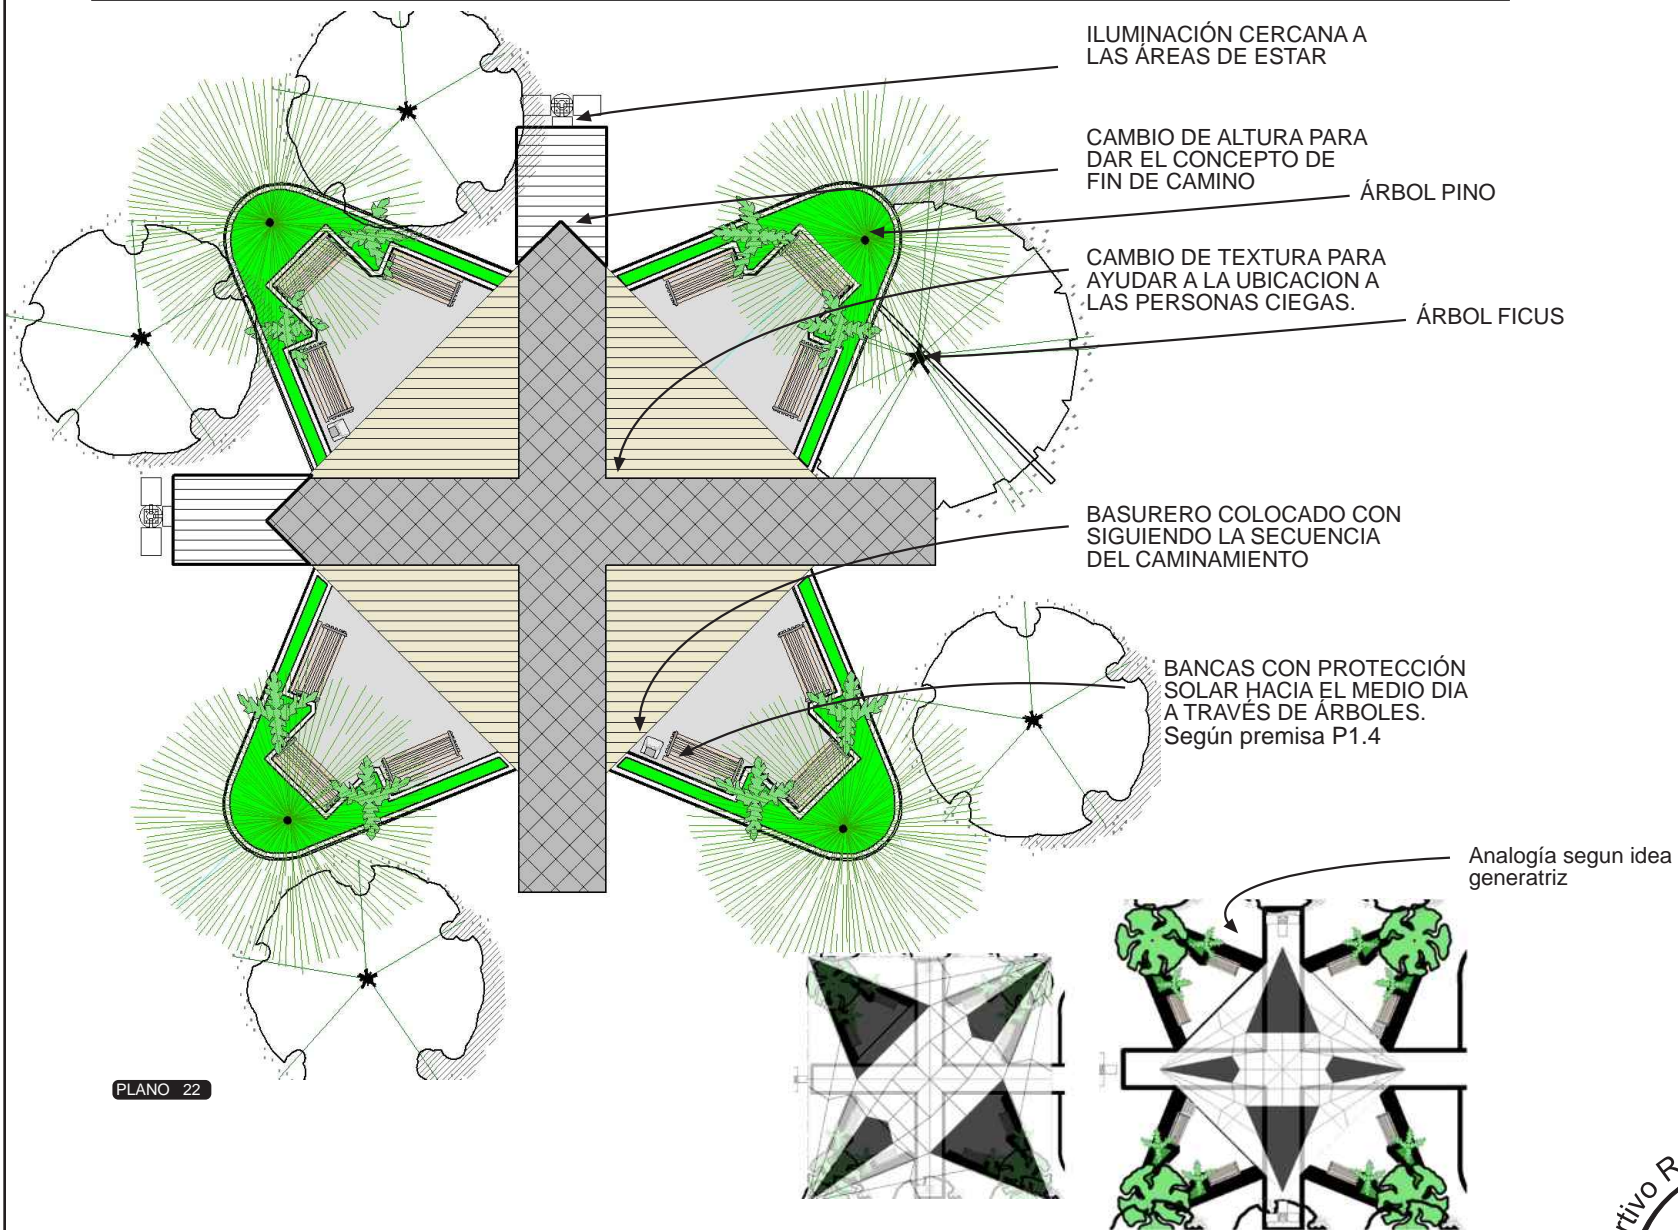 ILUMINACIÓN CERCANA A
LAS ÁREAS DE ESTAR
CAMBIO DE ALTURA PARA
DAR EL CONCEPTO DE
FIN DE CAMINO
ÁRBOL PINO
CAMBIO DE TEXTURA PARA
AYUDAR A LA UBICACION A
LAS PERSONAS CIEGAS.
ÁRBOL FICUS
BASURERO COLOCADO CON
SIGUIENDO LA SECUENCIA
DEL CAMINAMIENTO
BANCAS CON PROTECCIÓN
SOLAR HACIA EL MEDIO DIA
A TRAVÉS DE ÁRBOLES.
Según premisa P1.4
Analogía segun idea
generatriz
PLANO 22